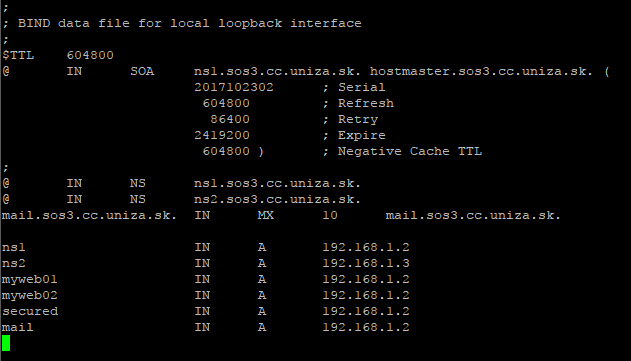 ;
; BIND data file for local loopback interface
;
$TTL    604800
@       IN      SOA     ns1.sos3.cc.uniza.sk. hostmaster.sos3.cc.uniza.sk. (
                        2017102302      ; Serial
                         604800         ; Refresh
                          86400         ; Retry
                        2419200         ; Expire
                         604800 )       ; Negative Cache TTL
;
@       IN      NS      ns1.sos3.cc.uniza.sk.
@       IN      NS      ns2.sos3.cc.uniza.sk.
mail.sos3.cc.uniza.sk.  IN      MX      10      mail.sos3.cc.uniza.sk.

ns1                     IN      A       192.168.1.2
ns2                     IN      A       192.168.1.3
myweb01                 IN      A       192.168.1.2
myweb02                 IN      A       192.168.1.2
secured                 IN      A       192.168.1.2
mail                    IN      A       192.168.1.2